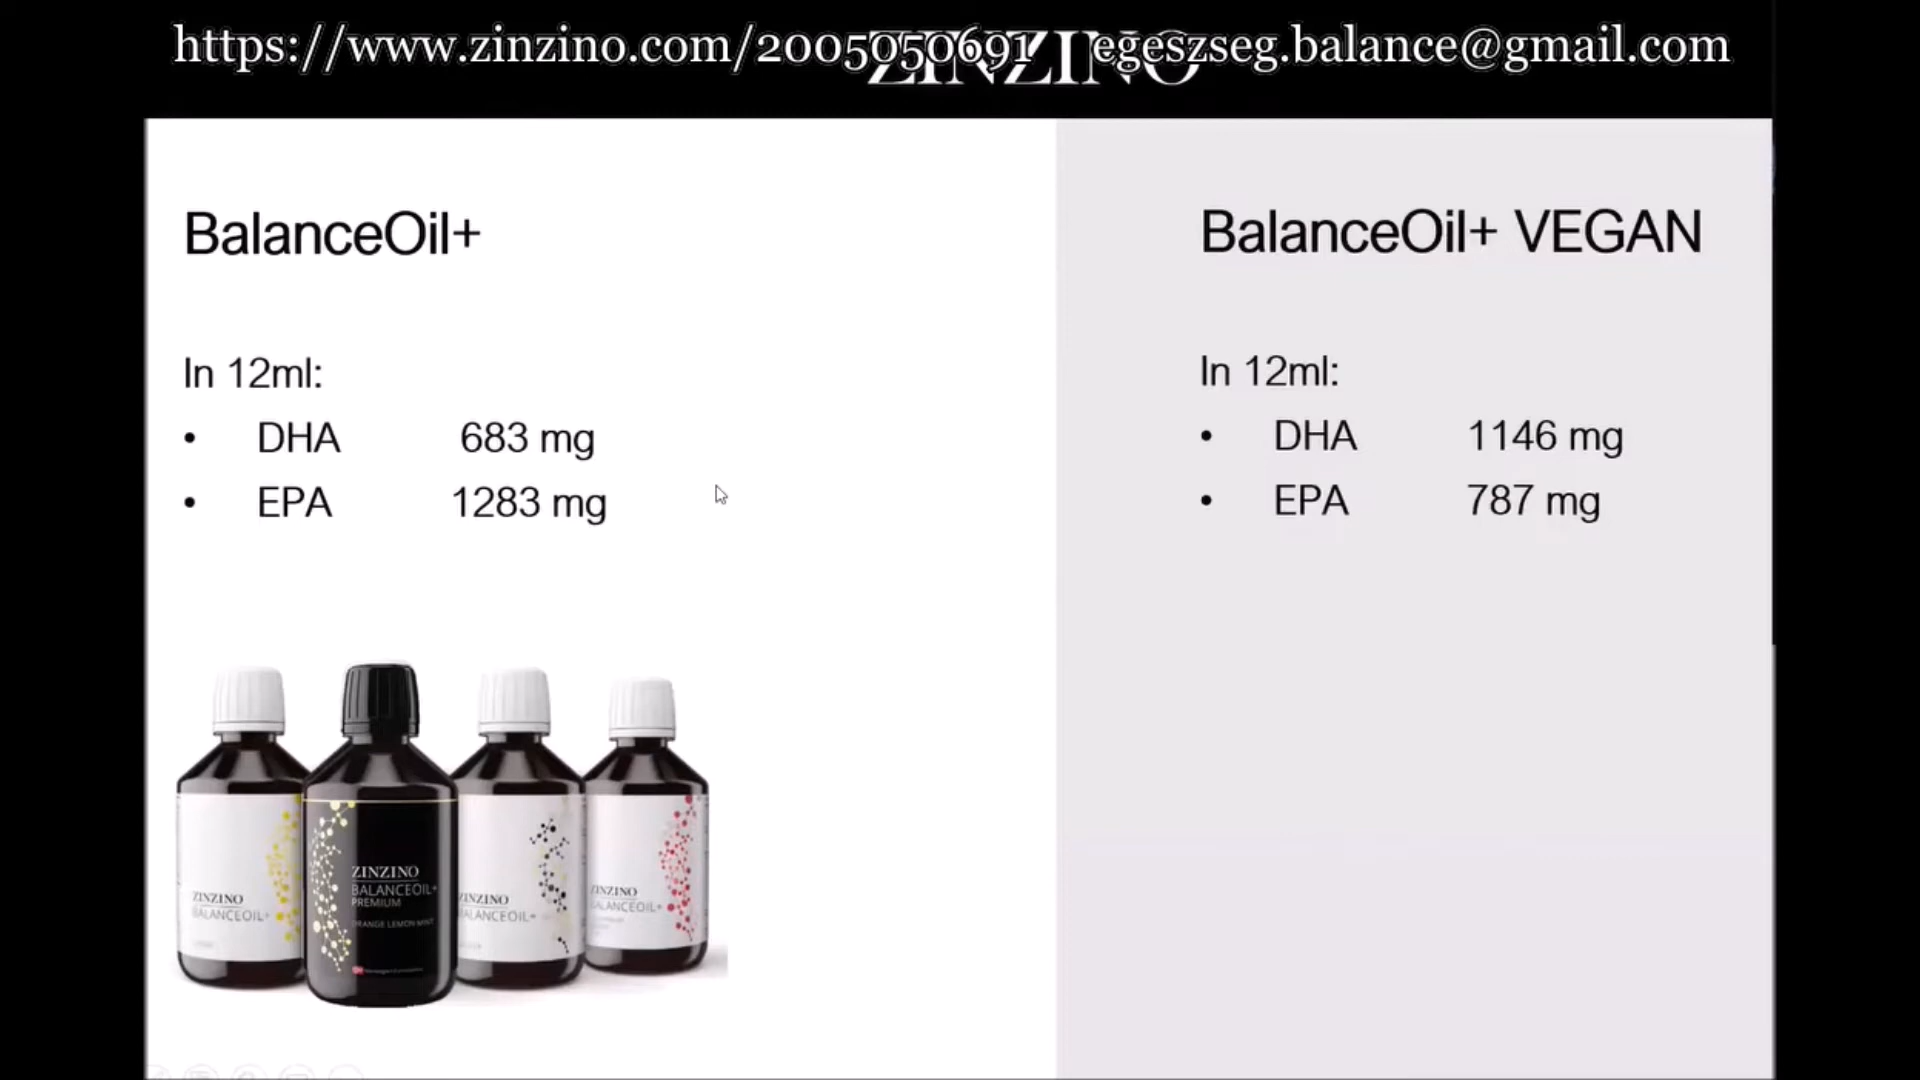 https://www.zinzino.com/2005050691 egeszseg.balance@gmail.com
ZINZINO
BalanceOil+
In 12ml:
• DHA 683 mg
• EPA 1283 mg
BalanceOil+ VEGAN
In 12ml:
• DHA 1146 mg
• EPA 787 mg
ZINZINO
BALANCEOIL+
ZINZINO
BALANCEOIL+
PREMIUM
ORANGE LEMON MINT
ZINZINO
BALANCEOIL+
ZINZINO
BALANCEOIL+